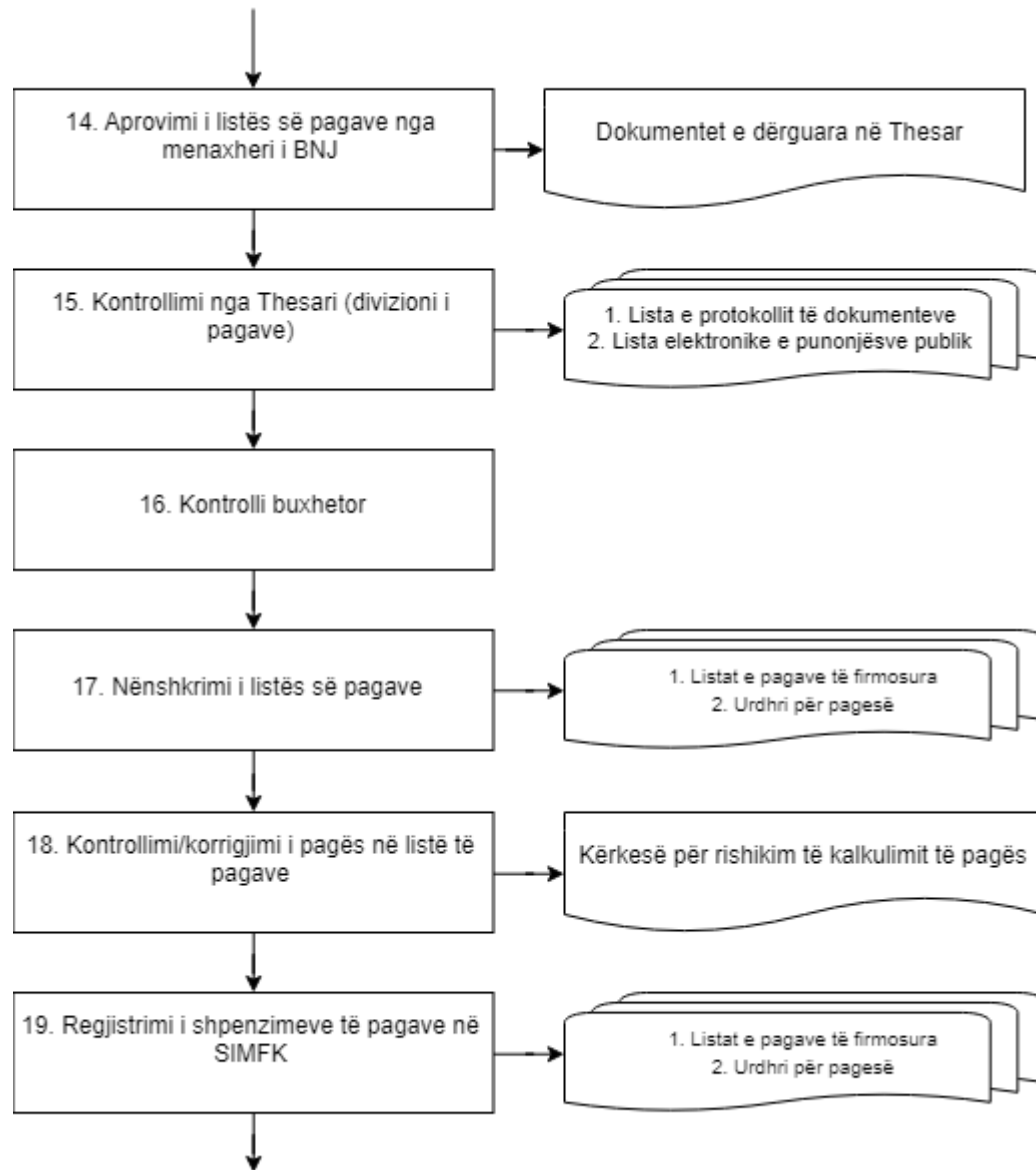 14. Aprovimi i listës së pagave nga
menaxheri i BNJ
Dokumentet e dërguara në Thesar
15. Kontrollimi nga Thesari (divizioni i
pagave)
1. Lista e protokollit të dokumenteve
2. Lista elektronike e punonjësve publik
16. Kontrolli buxhetor
17. Nënshkrimi i listës së pagave
1. Listat e pagave të firmosura
2. Urdhri për pagesë
18. Kontrollimi/korrigjimi i pagës në listë të
pagave
Kërkesë për rishikim të kalkulimit të pagës
19. Regjistrimi i shpenzimeve të pagave në
SIMFK
1. Listat e pagave të firmosura
2. Urdhri për pagesë